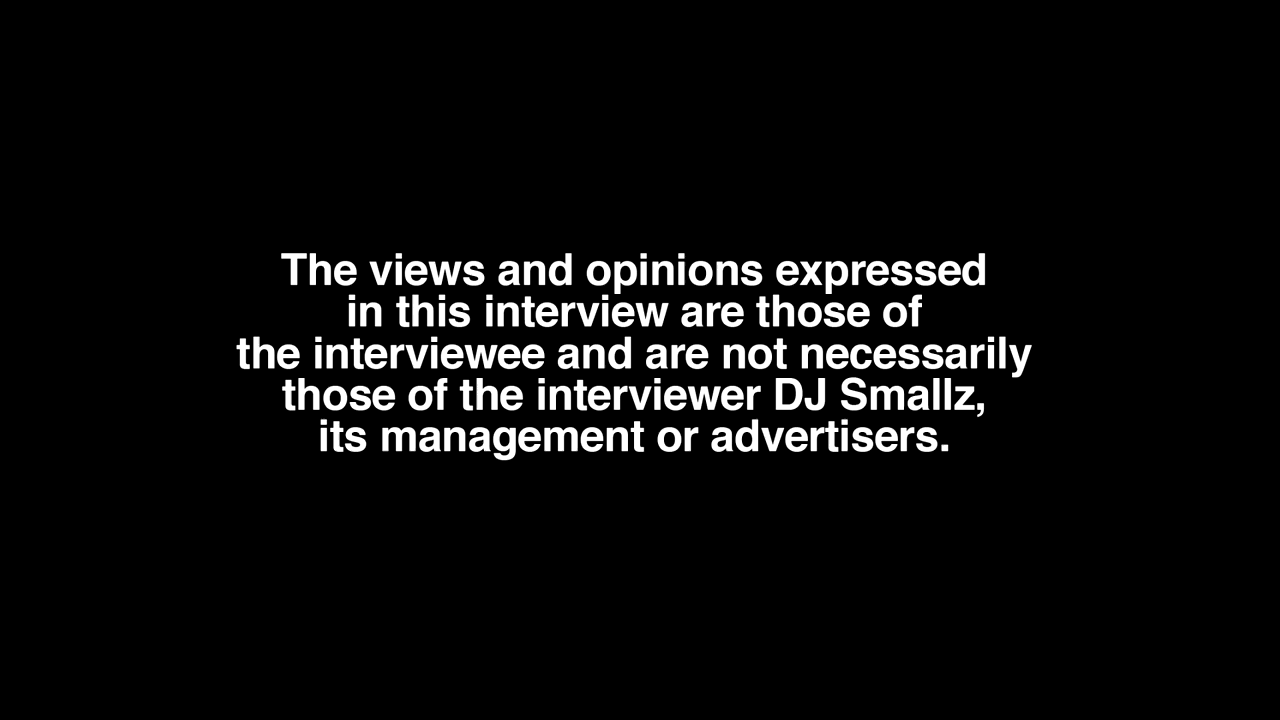 The views and opinions expressed
in this interview are those of
the interviewee and are not necessarily
those of the interviewer DJ Smallz,
its management or advertisers.